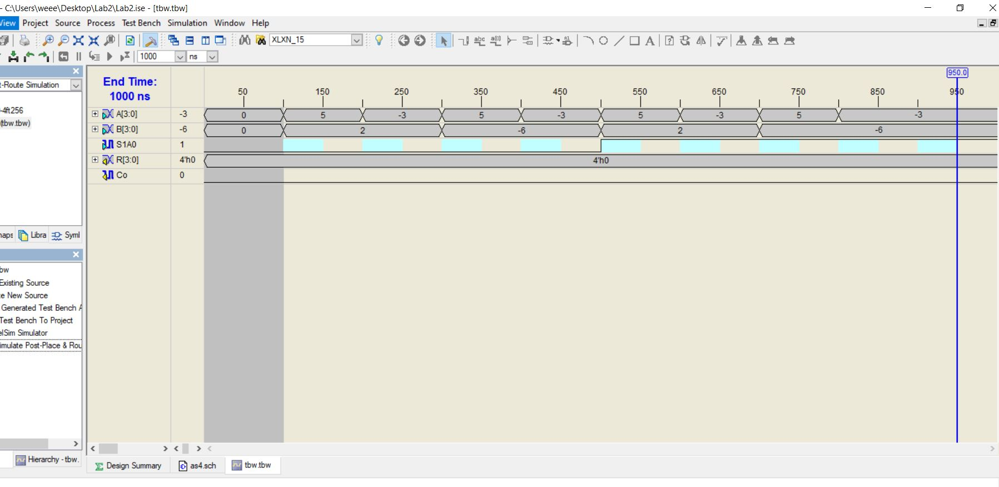 - C:\Users\weee\Desktop\Lab2\Lab2.ise - [tbw.tbw]
View Project Source Process Test Bench Simulation Window Help
XLXN_15
1000 ns
t-Route Simulation
-4ft256
(tbw.tbw)
naps Libra Syml
bw
Existing Source
te New Source
Generated Test Bench A
Test Bench To Project
elSim Simulator
imulate Post-Place & Rou
Hierarchy - tbw.
End Time:
1000 ns
950.0
50 150 250 350 450 550 650 750 850 950
A[3:0] -3 0 5 -3 5 -3 5 -3 5 -3
B[3:0] -6 0 2 -6 2 -6
S1A0 1
R[3:0] 4'h0 4'h0
Co 0
Design Summary as4.sch tbw.tbw